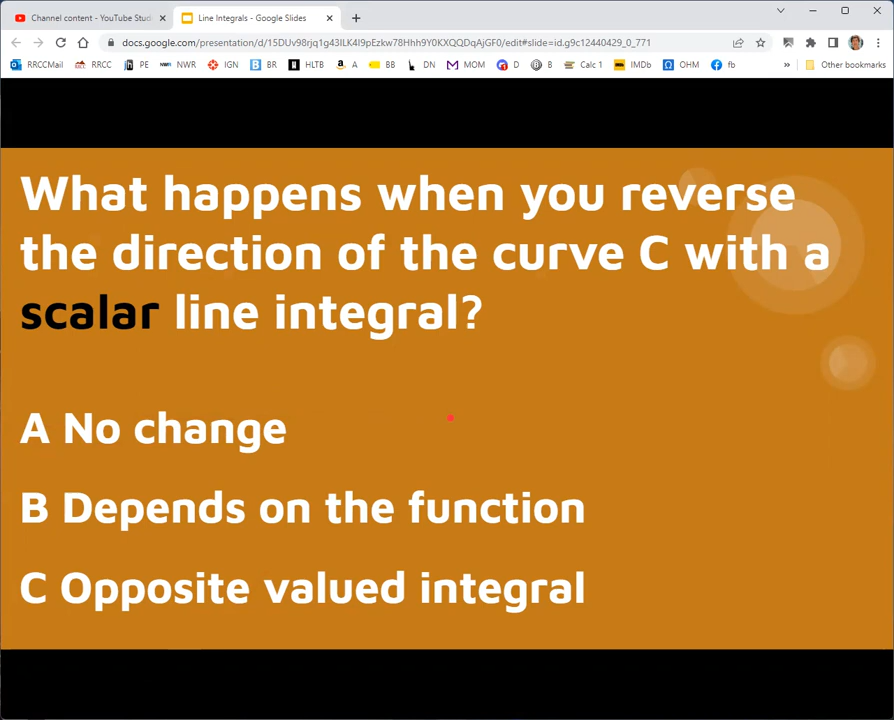 Channel content - YouTube Stud
Line Integrals - Google Slides
docs.google.com/presentation/d/15DUv98rjq1g43ILK4I9pEzkw78Hhh9Y0KXQQDqAjGF0/edit#slide=id.g9c12440429_0_771
RRCCMail RRCC PE NWR IGN BR HLTB A BB DN MOM D B Calc 1 IMDb OHM fb » Other bookmarks
What happens when you reverse
the direction of the curve C with a
scalar line integral?
A No change
B Depends on the function
C Opposite valued integral